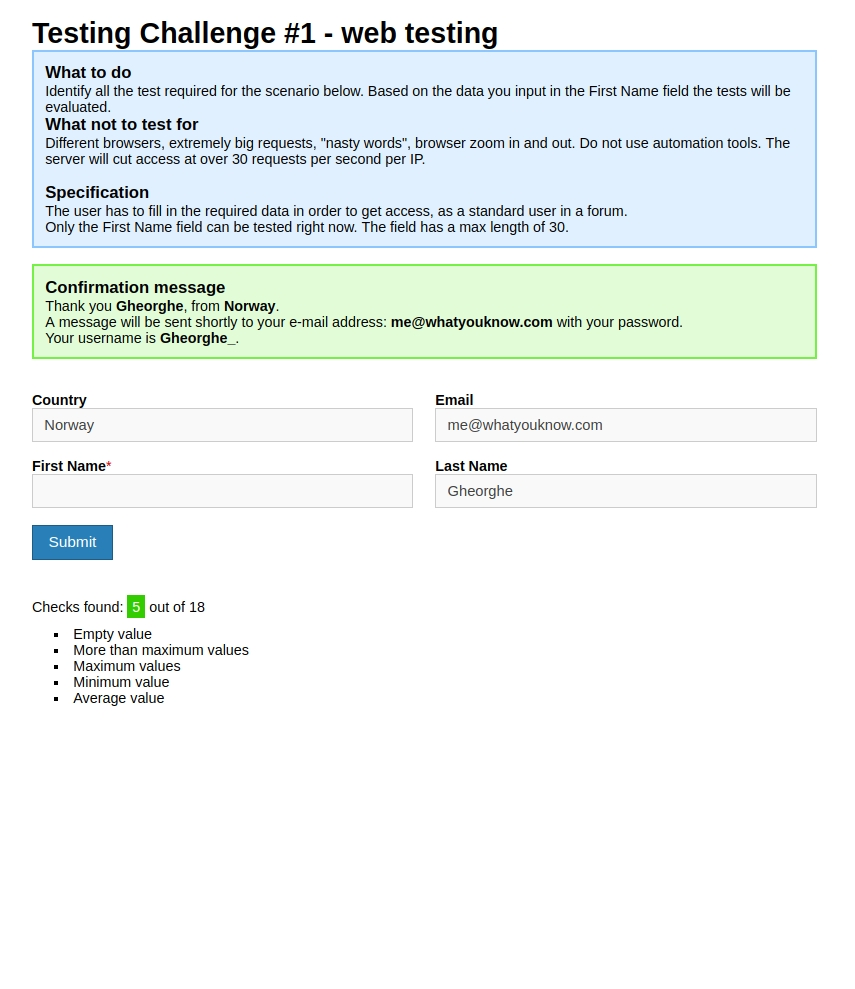 Testing Challenge #1 - web testing
What to do
Identify all the test required for the scenario below. Based on the data you input in the First Name field the tests will be
evaluated.
What not to test for
Different browsers, extremely big requests, "nasty words", browser zoom in and out. Do not use automation tools. The
server will cut access at over 30 requests per second per IP.
Specification
The user has to fill in the required data in order to get access, as a standard user in a forum.
Only the First Name field can be tested right now. The field has a max length of 30.
Confirmation message
Thank you Gheorghe, from Norway.
A message will be sent shortly to your e-mail address: me@whatyouknow.com with your password.
Your username is Gheorghe_.
Country
Email
Norway
me@whatyouknow.com
First Name*
Last Name
Gheorghe
Submit
Checks found: 5 out of 18
Empty value
More than maximum values
Maximum values
Minimum value
Average value